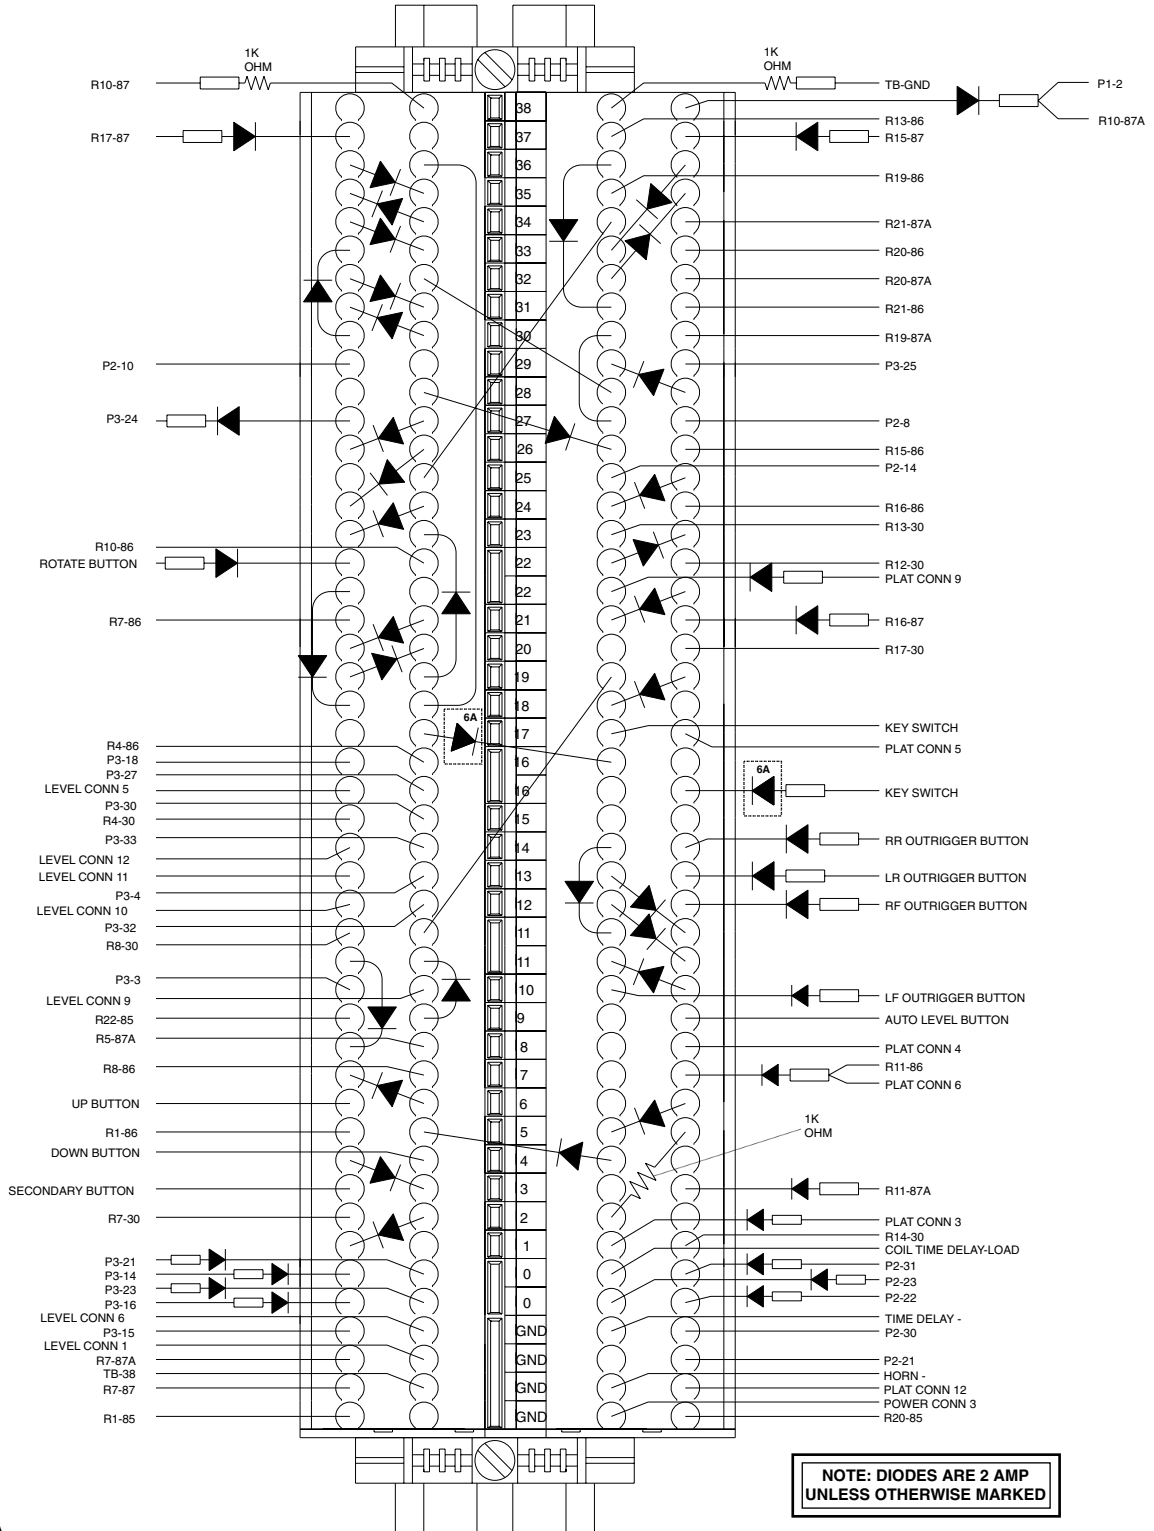 1K
OHM
R10-87
R17-87
P2-10
P3-24
R10-86
ROTATE BUTTON
R7-86
R4-86
P3-18
P3-27
LEVEL CONN 5
P3-30
R4-30
P3-33
LEVEL CONN 12
LEVEL CONN 11
P3-4
LEVEL CONN 10
P3-32
R8-30
P3-3
LEVEL CONN 9
R22-85
R5-87A
R8-86
UP BUTTON
R1-86
DOWN BUTTON
SECONDARY BUTTON
R7-30
P3-21
P3-14
P3-23
P3-16
LEVEL CONN 6
P3-15
LEVEL CONN 1
R7-87A
TB-38
R7-87
R1-85
6A
38
37
36
35
34
33
32
31
30
29
28
27
26
25
24
23
22
22
21
20
19
18
17
16
16
15
14
13
12
11
11
10
9
8
7
6
5
4
3
2
1
0
0
GND
GND
GND
GND
1K
OHM
TB-GND
P1-2
R10-87A
R13-86
R15-87
R19-86
R21-87A
R20-86
R20-87A
R21-86
R19-87A
P3-25
P2-8
R15-86
P2-14
R16-86
R13-30
R12-30
PLAT CONN 9
R16-87
R17-30
KEY SWITCH
PLAT CONN 5
6A
KEY SWITCH
RR OUTRIGGER BUTTON
LR OUTRIGGER BUTTON
RF OUTRIGGER BUTTON
LF OUTRIGGER BUTTON
AUTO LEVEL BUTTON
PLAT CONN 4
R11-86
PLAT CONN 6
1K
OHM
R11-87A
PLAT CONN 3
R14-30
COIL TIME DELAY-LOAD
P2-31
P2-23
P2-22
TIME DELAY -
P2-30
P2-21
HORN -
PLAT CONN 12
POWER CONN 3
R20-85
NOTE: DIODES ARE 2 AMP
UNLESS OTHERWISE MARKED